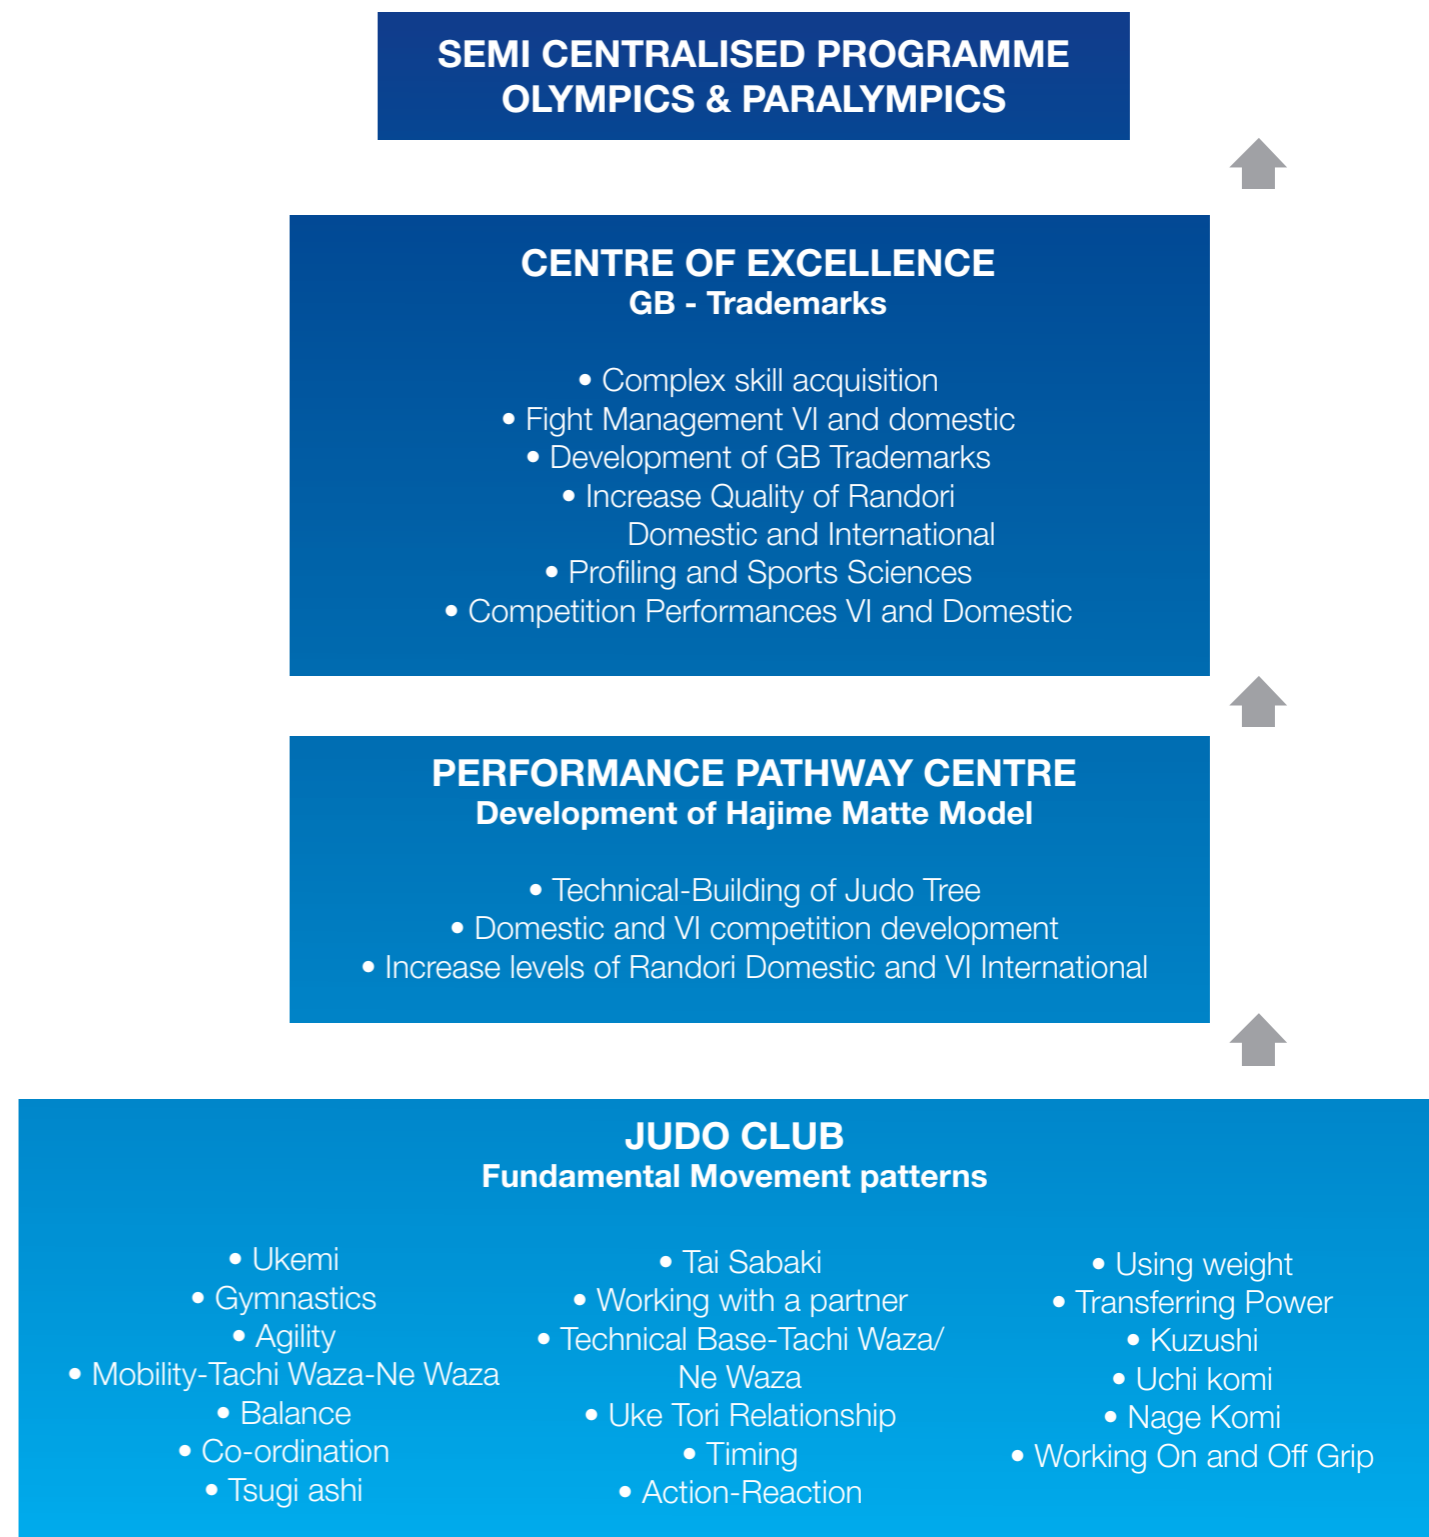 SEMI CENTRALISED PROGRAMME
OLYMPICS & PARALYMPICS
CENTRE OF EXCELLENCE
GB - Trademarks
• Complex skill acquisition
• Fight Management VI and domestic
• Development of GB Trademarks
• Increase Quality of Randori
Domestic and International
• Profiling and Sports Sciences
• Competition Performances VI and Domestic
PERFORMANCE PATHWAY CENTRE
Development of Hajime Matte Model
• Technical-Building of Judo Tree
• Domestic and VI competition development
• Increase levels of Randori Domestic and VI International
JUDO CLUB
Fundamental Movement patterns
• Ukemi
• Gymnastics
• Agility
• Mobility-Tachi Waza-Ne Waza
• Balance
• Co-ordination
• Tsugi ashi
• Tai Sabaki
• Working with a partner
• Technical Base-Tachi Waza/
Ne Waza
• Uke Tori Relationship
• Timing
• Action-Reaction
• Using weight
• Transferring Power
• Kuzushi
• Uchi komi
• Nage Komi
• Working On and Off Grip